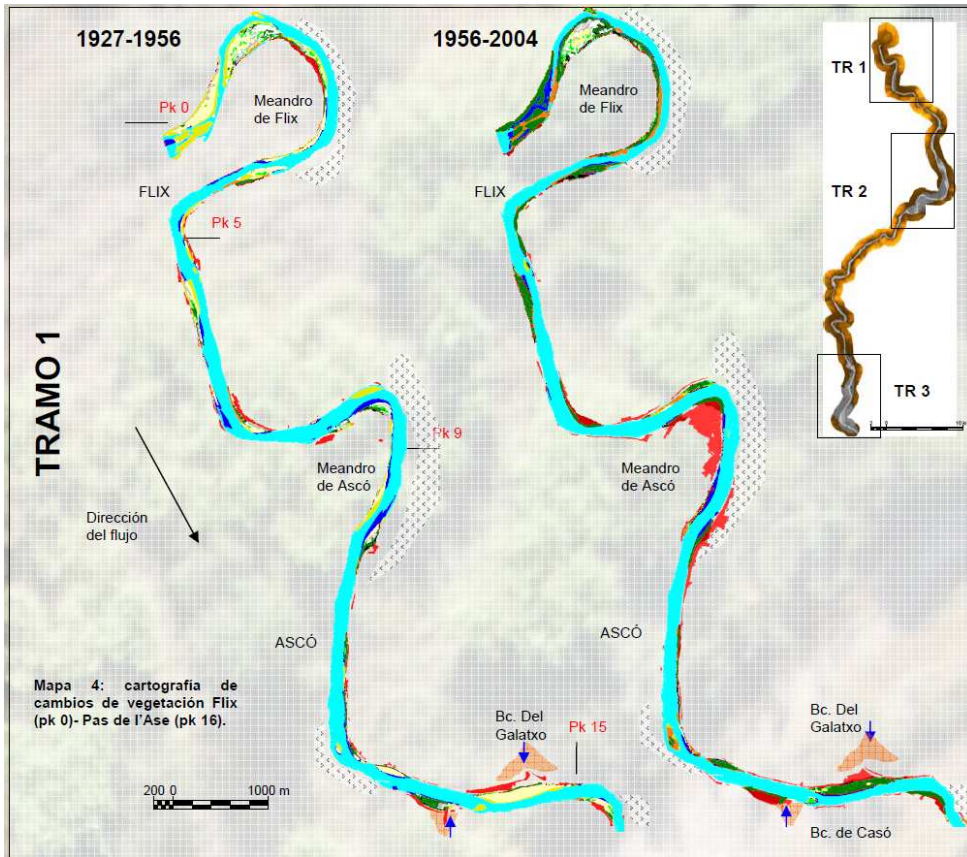 1927-1956
1956-2004
TR 1
Pk 0
Meandro
de Flix
Meandro
de Flix
FLIX
FLIX
TR 2
Pk 5
TRAMO 1
TR 3
Pk 9
Meandro
de Ascó
Meandro
de Ascó
Dirección
del flujo
ASCÓ
ASCÓ
Mapa 4: cartografía de
cambios de vegetación Flix
(pk 0)- Pas de l'Ase (pk 16).
Bc. Del
Galatxo
Pk 15
Bc. Del
Galatxo
200 0 1000 m
Bc. de Casó